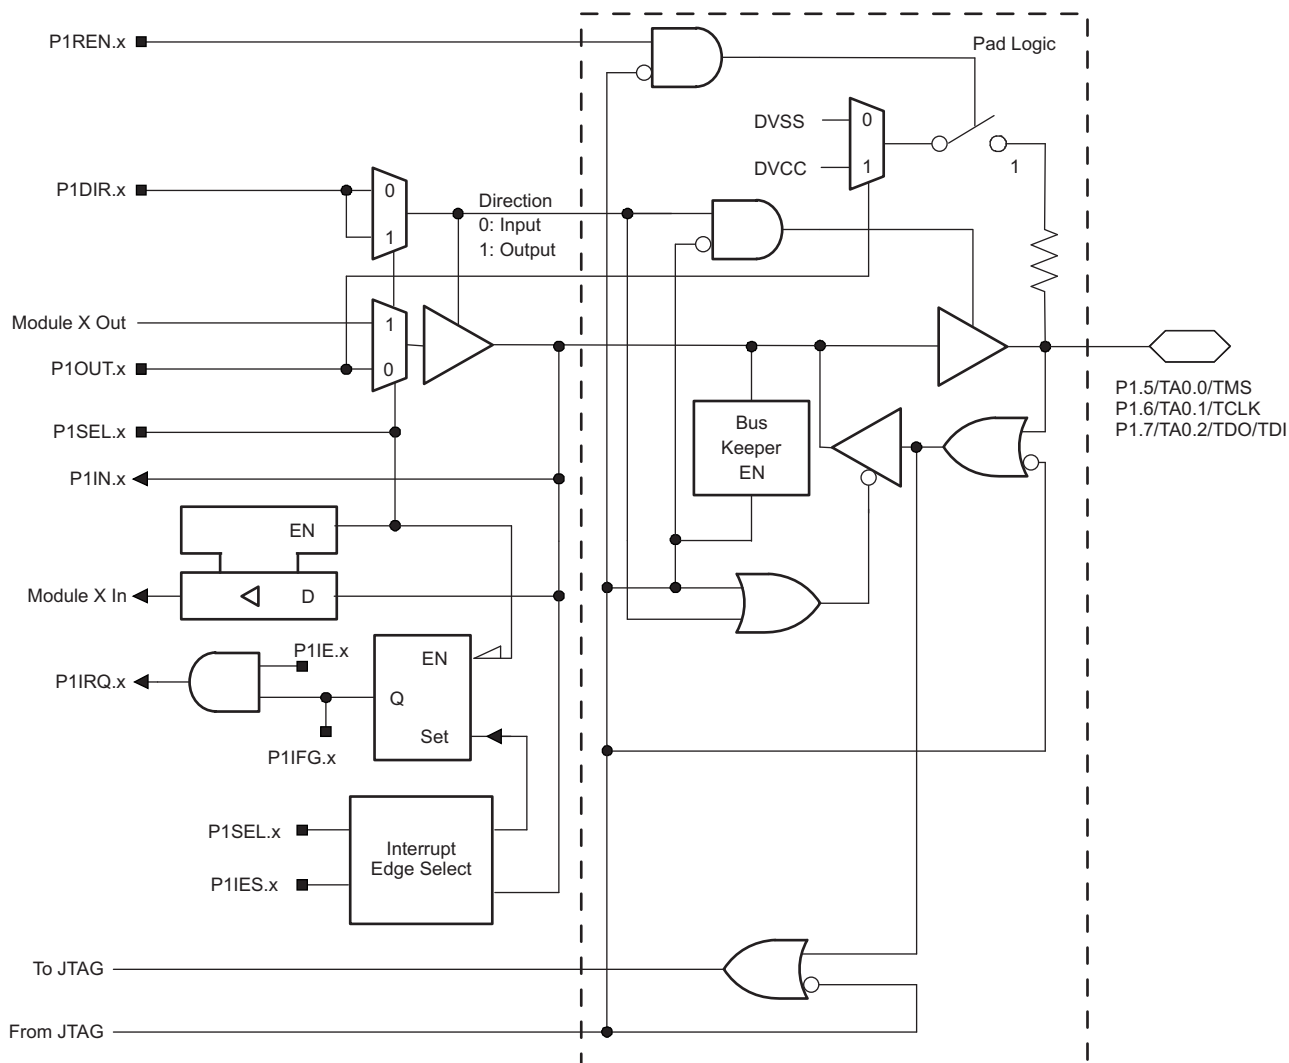 P1REN.x
Pad Logic
DVSS
0
DVCC
1
1
P1DIR.x
0
1
Direction
0: Input
1: Output
Module X Out
1
P1OUT.x
0
P1.5/TA0.0/TMS
P1.6/TA0.1/TCLK
P1.7/TA0.2/TDO/TDI
P1SEL.x
Bus
Keeper
EN
P1IN.x
EN
Module X In
D
P1IE.x
EN
P1IRQ.x
Q
Set
P1IFG.x
P1SEL.x
Interrupt
Edge Select
P1IES.x
To JTAG
From JTAG